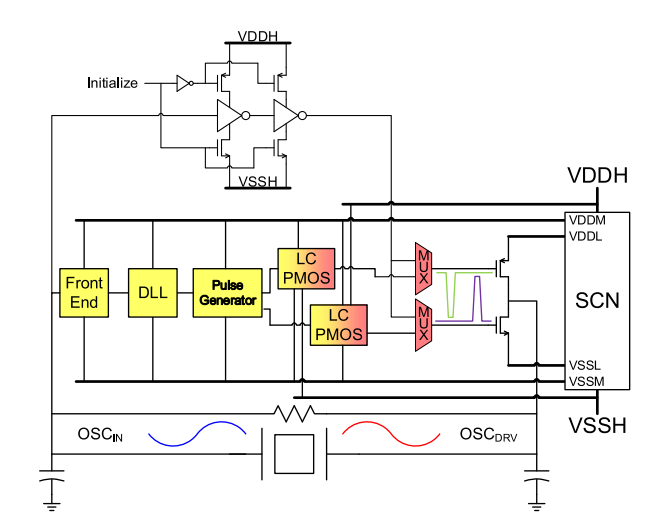 VDDH
Initialize
VSSH
VDDH
VDDM
VDDL
Front
End
DLL
Pulse
Generator
LC
PMOS
LC
PMOS
MUX
MUX
SCN
VSSL
VSSM
VSSH
OSCIN
OSCDRV